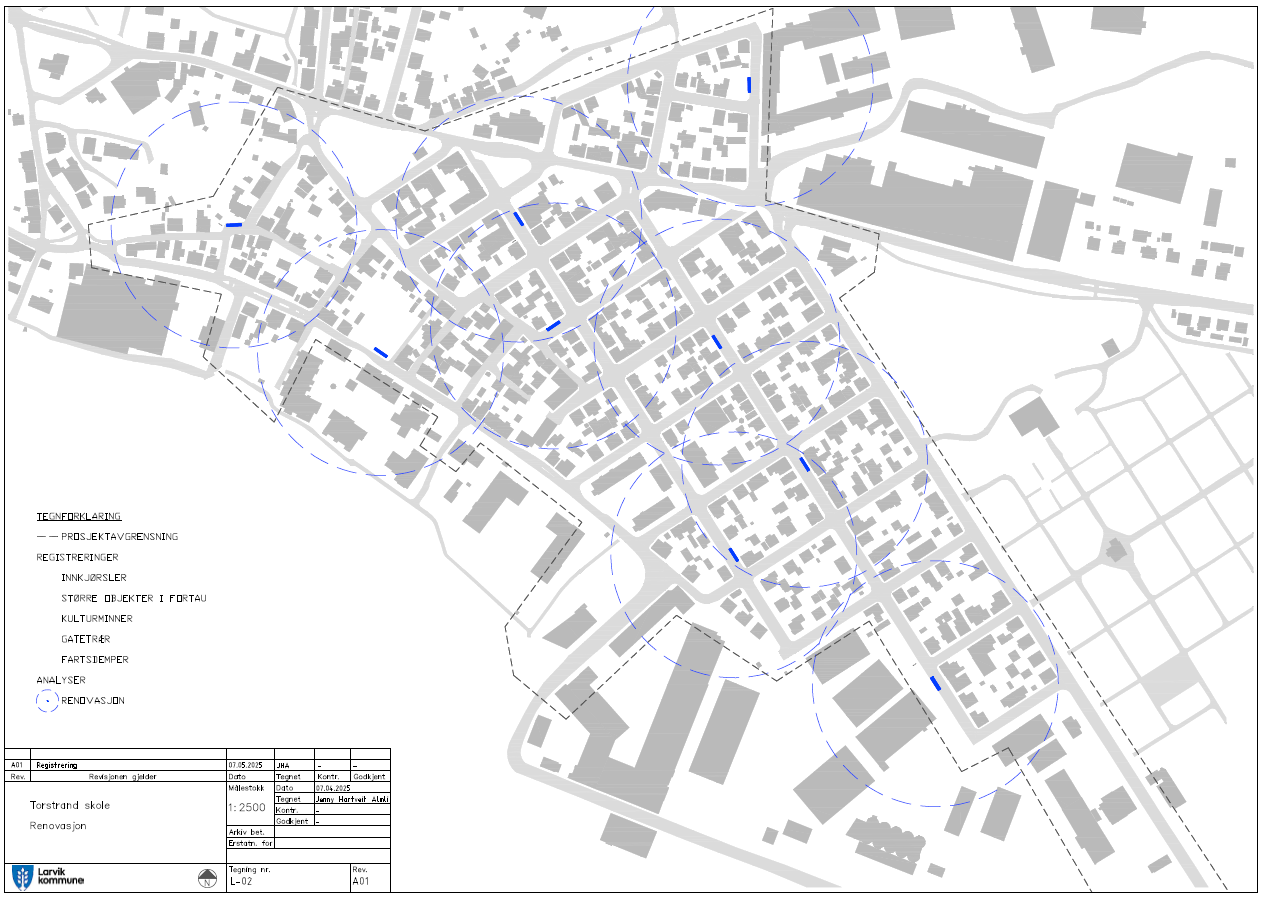 TEGNFORKLARING
PROSJEKTAVGRENSNING
REGISTRERINGER
INNKJØRSLER
STØRRE OBJEKTER I FORTAU
KULTURMINNER
GATETRÆR
FARTSDEMPER
ANALYSER
RENOVASJON
A01 Registrering 07.05.2025 JHA - -
Rev. Revisjonen gjelder Dato Tegnet Kontr. Godkjent
Torstrand skole
Renovasjon
Målestokk
1:2500
Dato 07.04.2025
Tegnet Jenny Hartveit Almli
Kontr. -
Godkjent -
Arkiv bet.
Erstatn. for
Larvik
kommune
N
Tegning nr.
L-02
Rev.
A01